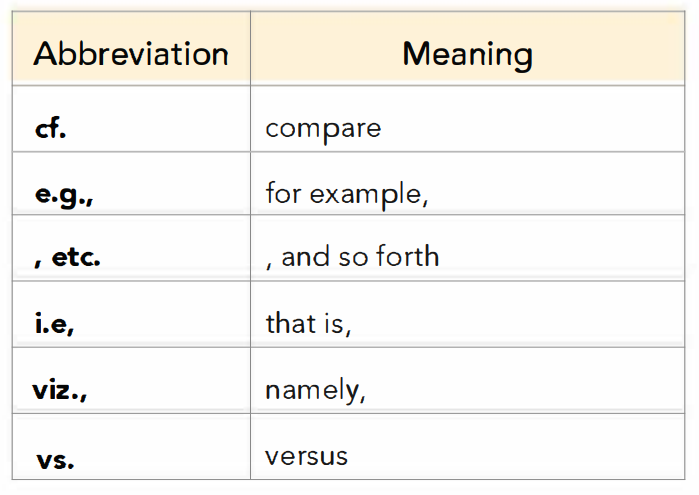 Abbreviation Meaning
cf. compare
e.g., for example,
, etc. , and so forth
i.e, that is,
viz., namely,
vs. versus